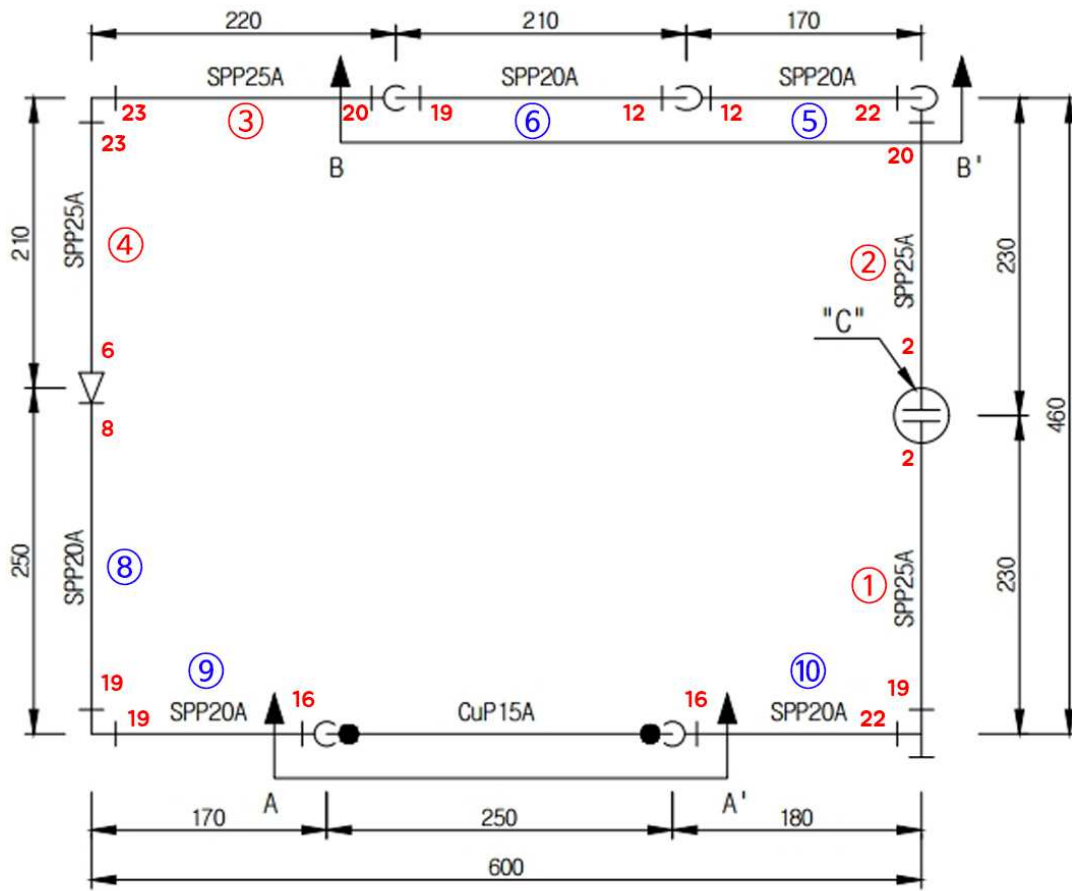 220 210 170
SPP25A SPP20A SPP20A
23 ③ 20 19 ⑥ 12 12 ⑤ 22
23
B B'
20
210
SPP25A
④
②
SPP25A
230
"C"
6
2
8
2
460
250
SPP20A
⑧
①
SPP25A
230
⑨ ⑩
19 16 16 19
19 SPP20A CuP15A SPP20A 22
A A'
170 250 180
600